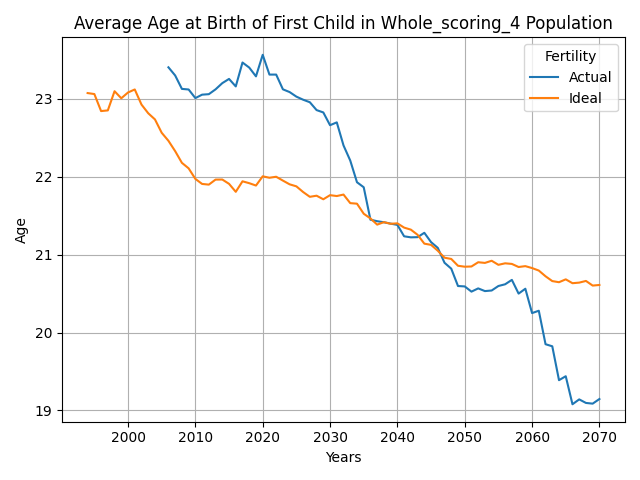 Average Age at Birth of First Child in Whole_scoring_4 Population
Fertility
Actual
Ideal
Age
23
22
21
20
19
2000 2010 2020 2030 2040 2050 2060 2070
Years